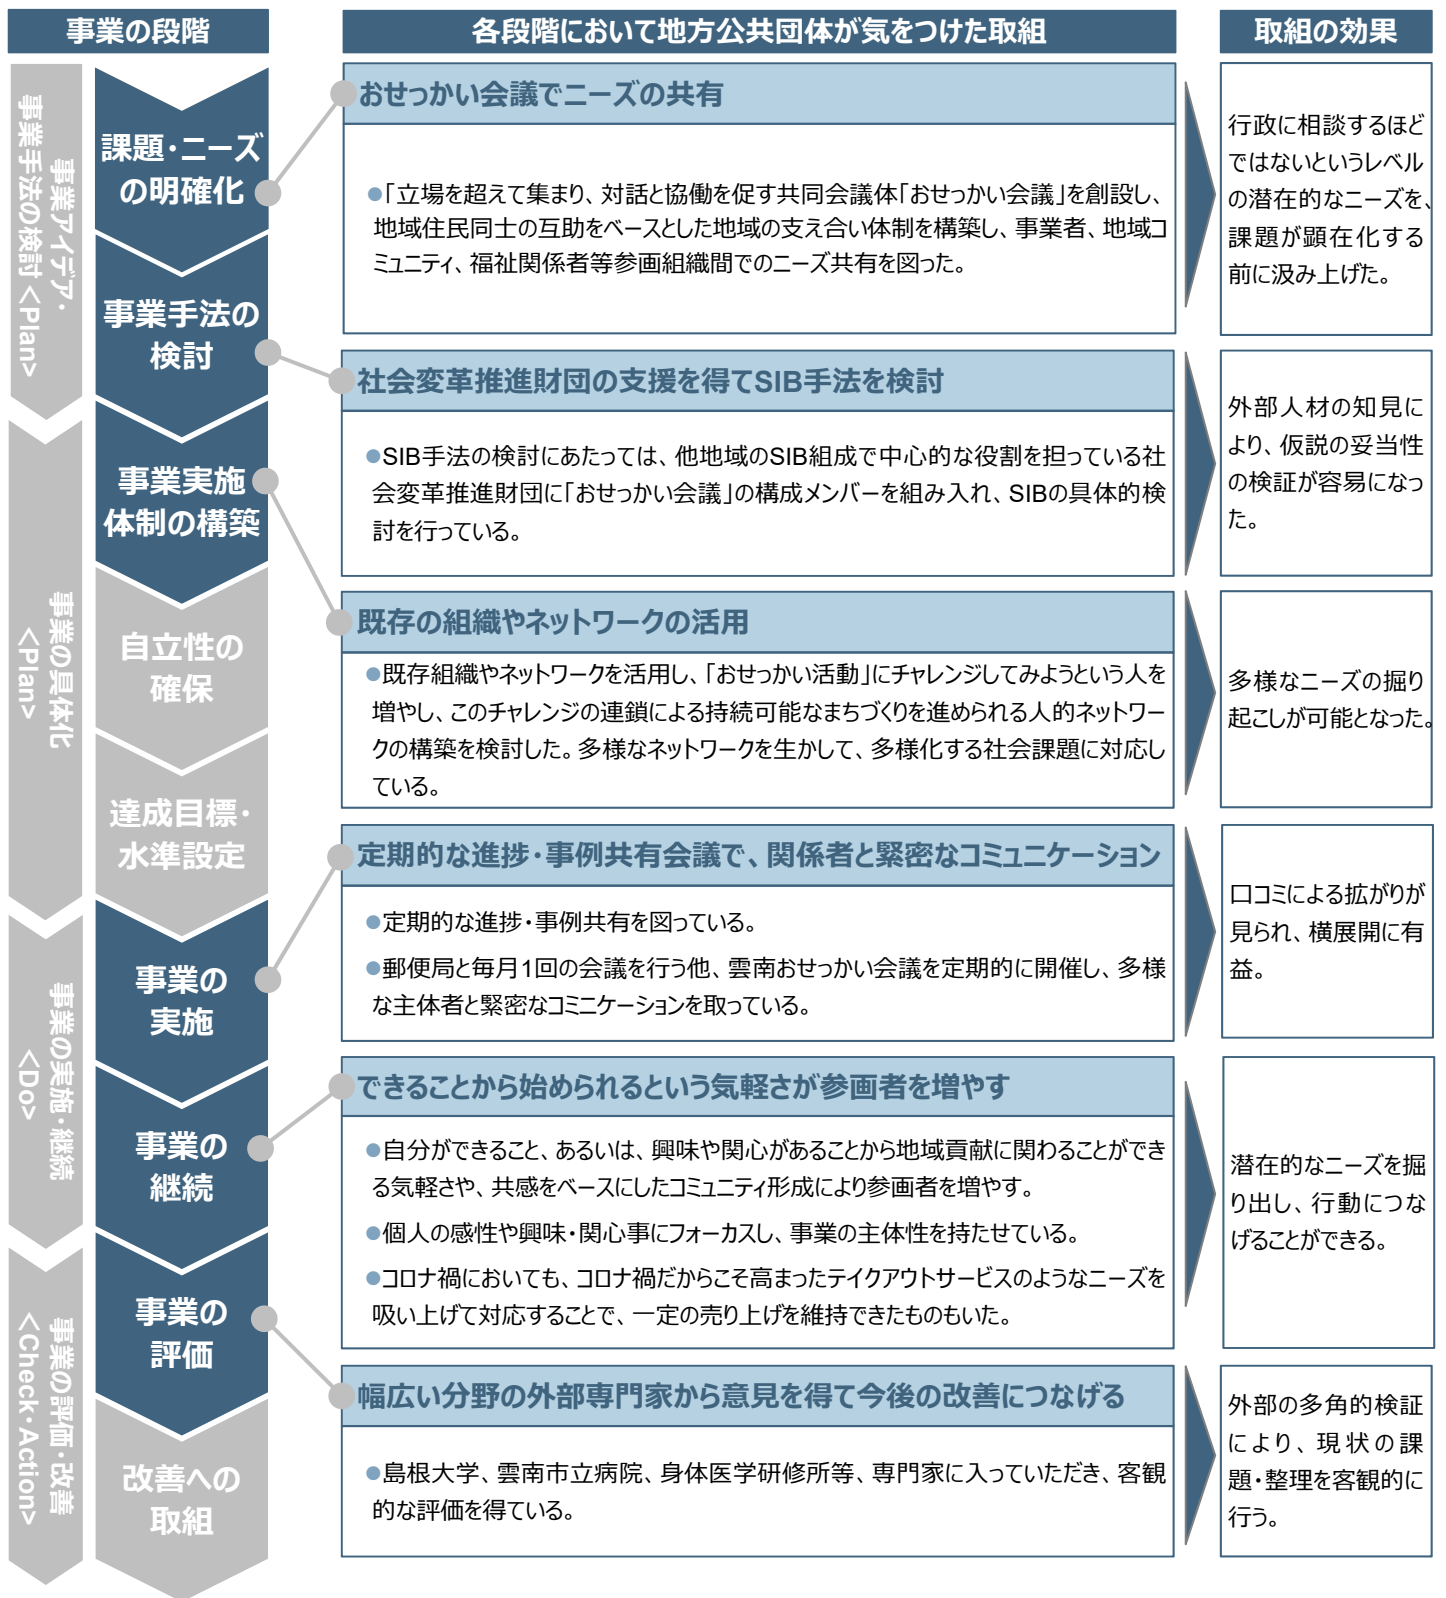 事業の段階
各段階において地方公共団体が気をつけた取組
取組の効果
事業アイデア・
事業手法の検討 <Plan>
事業の具体化
<Plan>
事業の実施・継続
<Do>
事業の評価・改善
<Check・Action>
課題・ニーズ
の明確化
事業手法の
検討
事業実施
体制の構築
自立性の
確保
達成目標・
水準設定
事業の
実施
事業の
継続
事業の
評価
改善への
取組
おせっかい会議でニーズの共有
●「立場を超えて集まり、対話と協働を促す共同会議体「おせっかい会議」を創設し、
地域住民同士の互助をベースとした地域の支え合い体制を構築し、事業者、地域コ
ミュニティ、福祉関係者等参画組織間でのニーズ共有を図った。
行政に相談するほど
ではないというレベル
の潜在的なニーズを、
課題が顕在化する
前に汲み上げた。
社会変革推進財団の支援を得てSIB手法を検討
●SIB手法の検討にあたっては、他地域のSIB組成で中心的な役割を担っている社
会変革推進財団に「おせっかい会議」の構成メンバーを組み入れ、SIBの具体的検
討を行っている。
外部人材の知見に
より、仮説の妥当性
の検証が容易になっ
た。
既存の組織やネットワークの活用
●既存組織やネットワークを活用し、「おせっかい活動」にチャレンジしてみようという人を
増やし、このチャレンジの連鎖による持続可能なまちづくりを進められる人的ネットワー
クの構築を検討した。多様なネットワークを生かして、多様化する社会課題に対応し
ている。
多様なニーズの掘り
起こしが可能となった。
定期的な進捗・事例共有会議で、関係者と緊密なコミュニケーション
●定期的な進捗・事例共有を図っている。
●郵便局と毎月1回の会議を行う他、雲南おせっかい会議を定期的に開催し、多様
な主体者と緊密なコミニケーションを取っている。
口コミによる拡がりが
見られ、横展開に有
益。
できることから始められるという気軽さが参画者を増やす
●自分ができること、あるいは、興味や関心があることから地域貢献に関わることができ
る気軽さや、共感をベースにしたコミュニティ形成により参画者を増やす。
●個人の感性や興味・関心事にフォーカスし、事業の主体性を持たせている。
●コロナ禍においても、コロナ禍だからこそ高まったテイクアウトサービスのようなニーズを
吸い上げて対応することで、一定の売り上げを維持できたものもいた。
潜在的なニーズを掘
り出し、行動につな
げることができる。
幅広い分野の外部専門家から意見を得て今後の改善につなげる
●島根大学、雲南市立病院、身体医学研修所等、専門家に入っていただき、客観
的な評価を得ている。
外部の多角的検証
により、現状の課
題・整理を客観的に
行う。